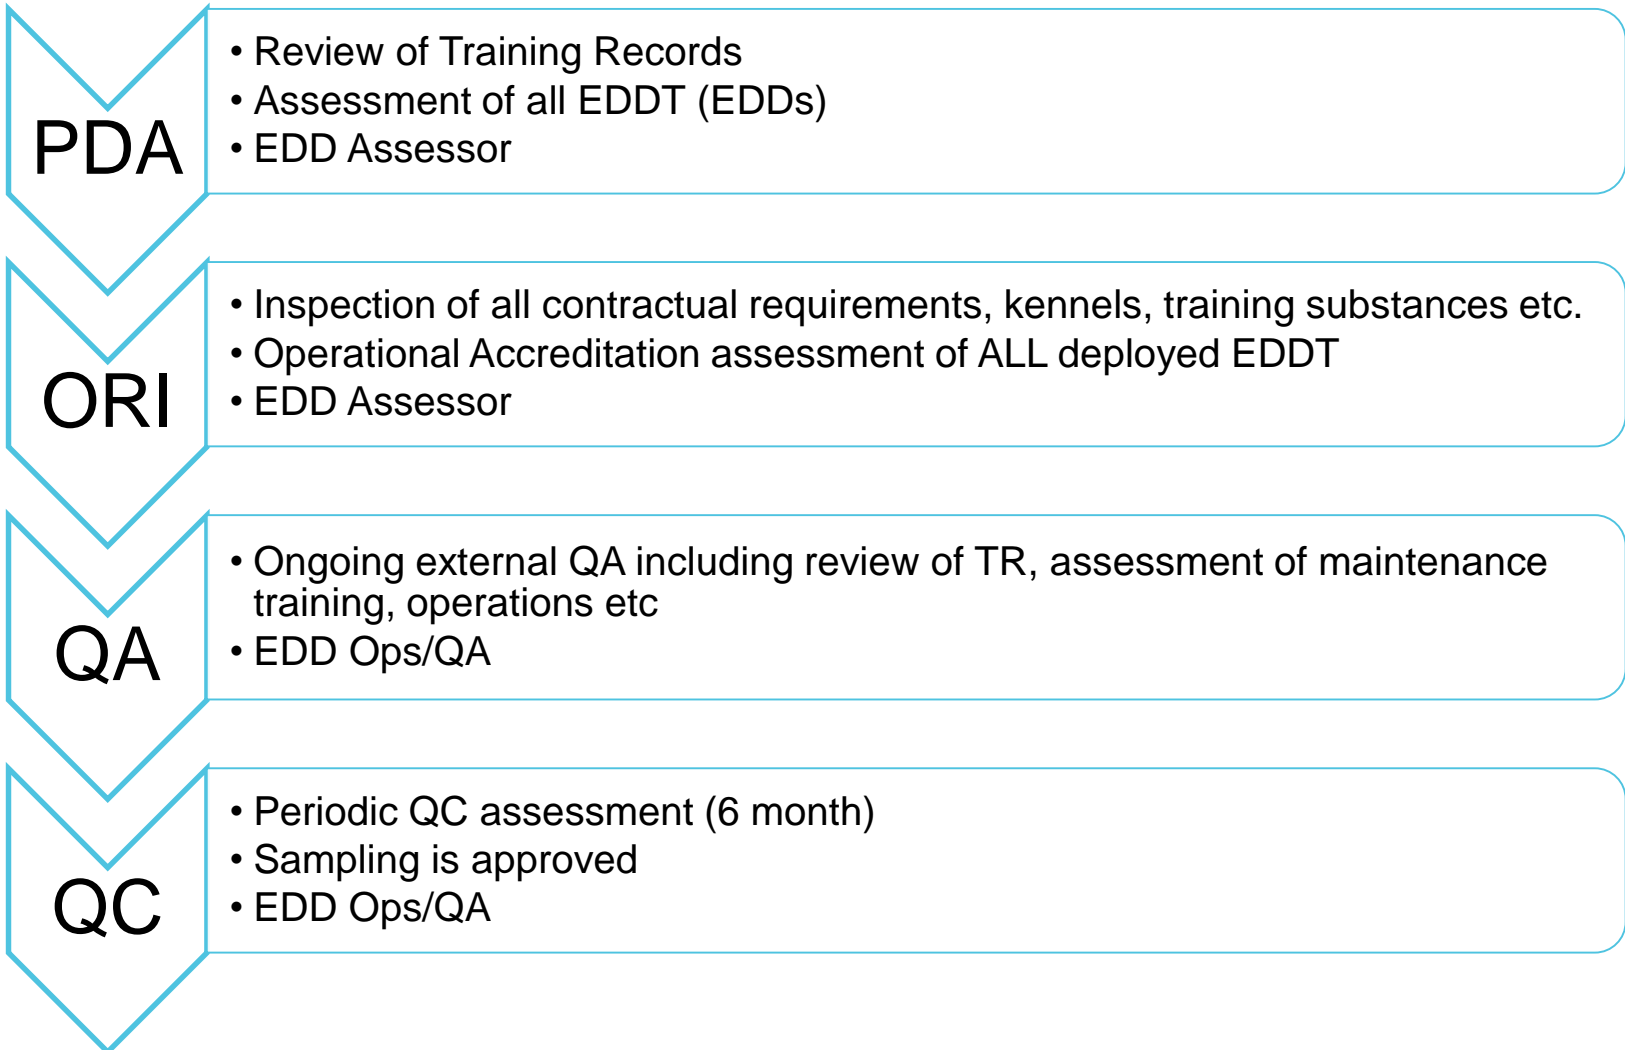 PDA
• Review of Training Records
• Assessment of all EDDT (EDDs)
• EDD Assessor
ORI
• Inspection of all contractual requirements, kennels, training substances etc.
• Operational Accreditation assessment of ALL deployed EDDT
• EDD Assessor
QA
• Ongoing external QA including review of TR, assessment of maintenance
training, operations etc
• EDD Ops/QA
QC
• Periodic QC assessment (6 month)
• Sampling is approved
• EDD Ops/QA